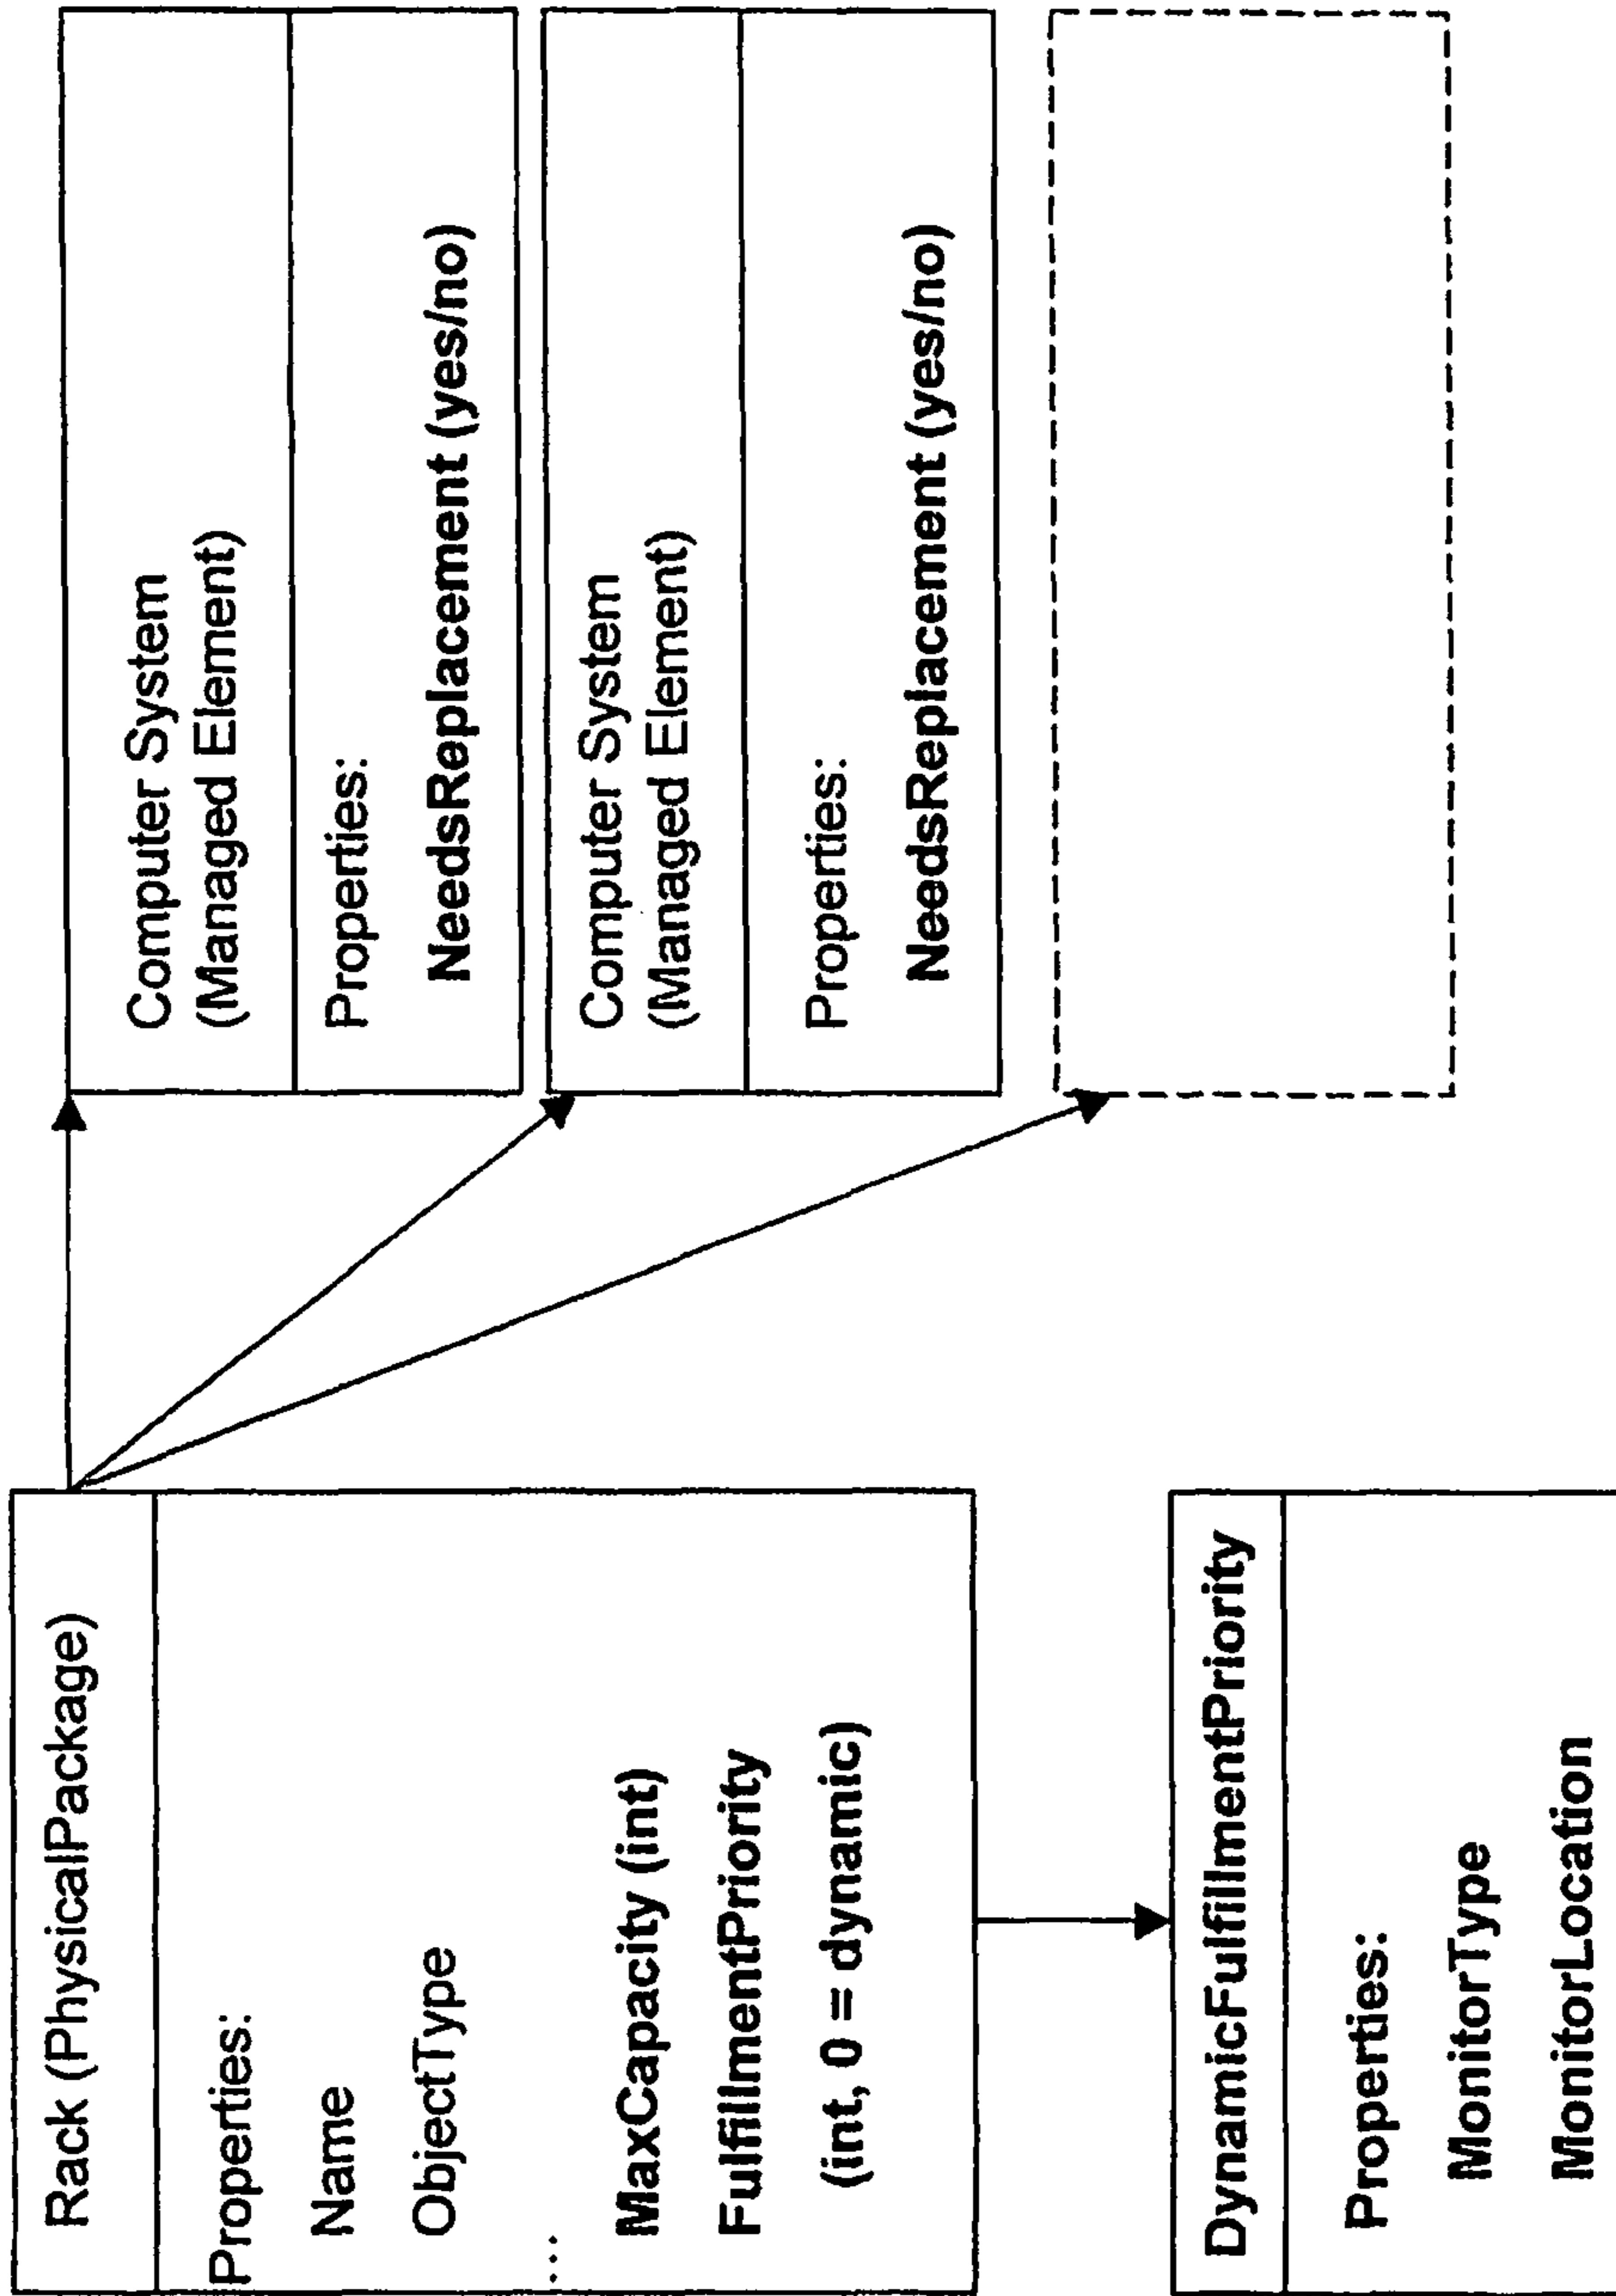 Rack (PhysicalPackage)
Properties:
Name
ObjectType
...
MaxCapacity (int)
FulfillmentPriority
(int, 0 = dynamic)
DynamicFulfillmentPriority
Properties:
MonitorType
MonitorLocation
Computer System
(Managed Element)
Properties:
NeedsReplacement (yes/no)
Computer System
(Managed Element)
Properties:
NeedsReplacement (yes/no)